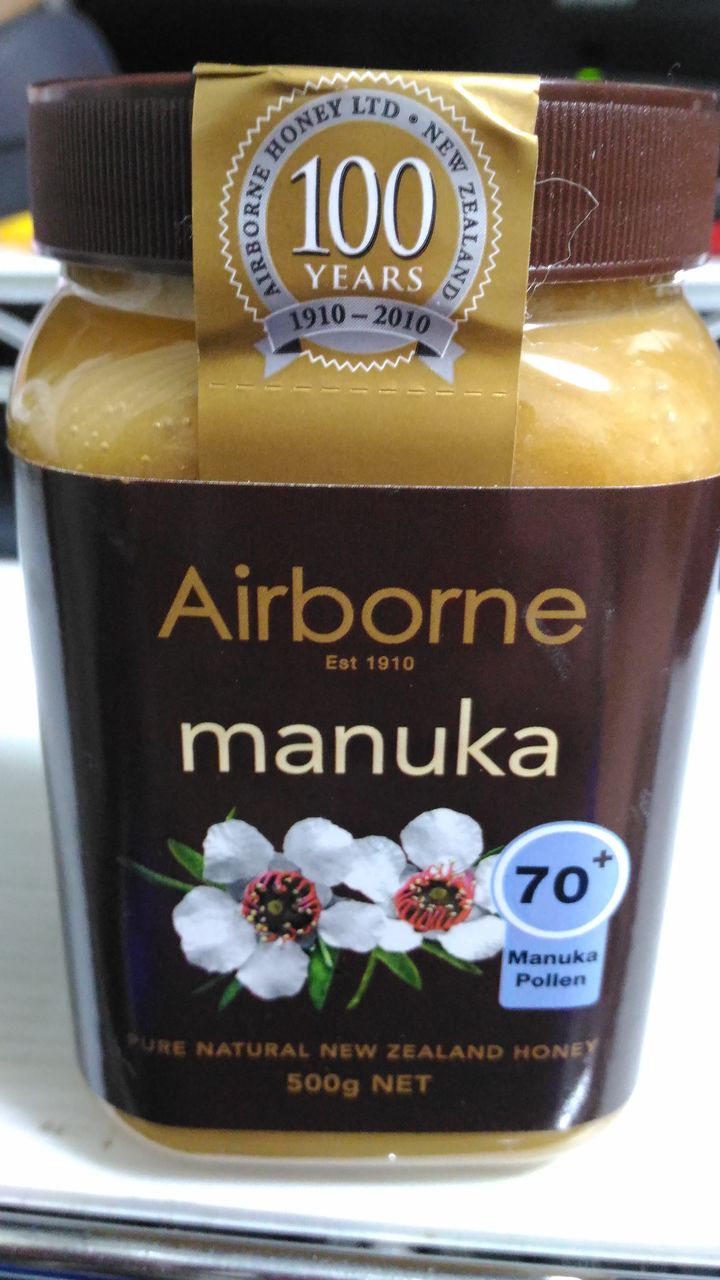 AIRBORNE HONEY LTD • NEW ZEALAND
100
YEARS
1910 – 2010
Airborne
Est 1910
manuka
70+
Manuka
Pollen
PURE NATURAL NEW ZEALAND HONEY
500g NET